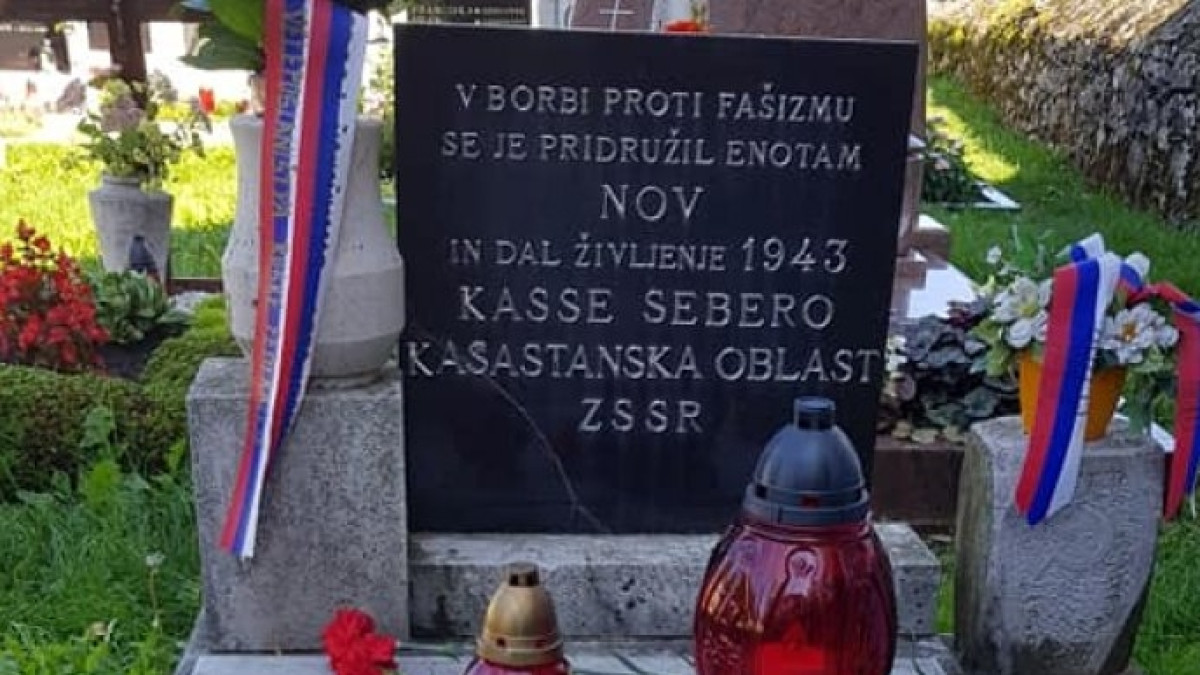 V BORBI PROTI FAŠIZMU
SE JE PRIDRUŽIL ENOTAM
NOV
IN DAL ŽIVLJENJE 1943
KASSE SEBERO
KASASTANSKA OBLAST
ZSSR